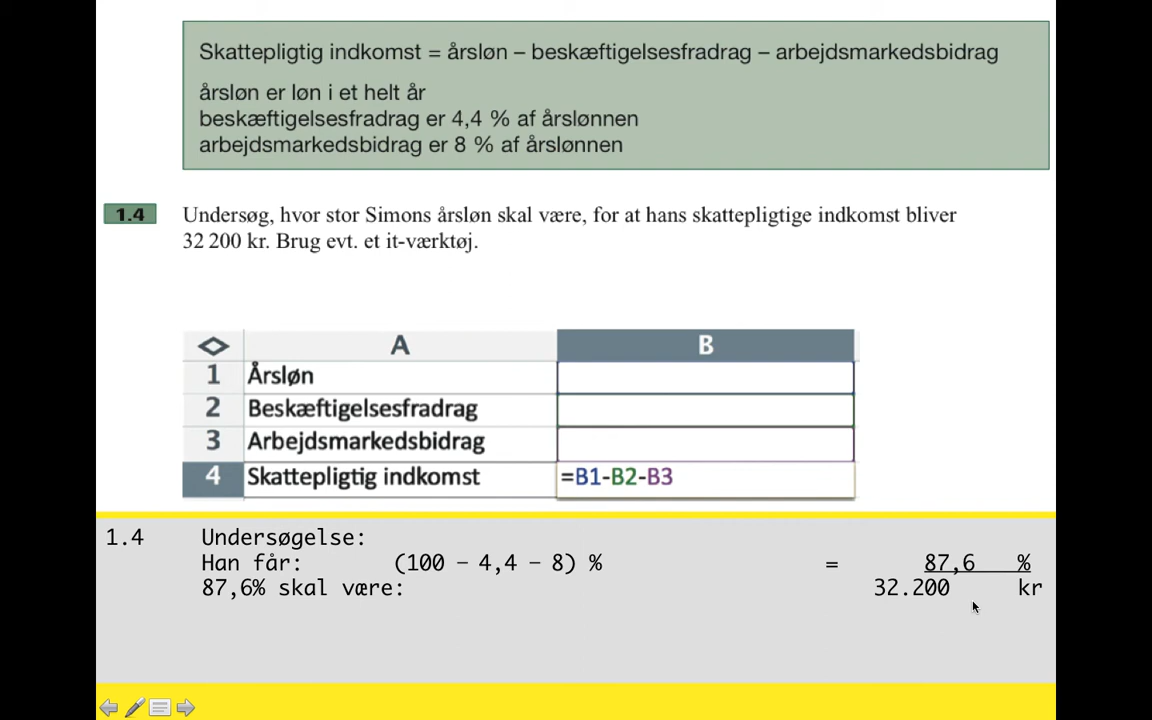 Skattepligtig indkomst = årsløn – beskæftigelsesfradrag – arbejdsmarkedsbidrag
årsløn er løn i et helt år
beskæftigelsesfradrag er 4,4 % af årslønnen
arbejdsmarkedsbidrag er 8 % af årslønnen
1.4 Undersøg, hvor stor Simons årsløn skal være, for at hans skattepligtige indkomst bliver
32 200 kr. Brug evt. et it-værktøj.
A B
1 Årsløn
2 Beskæftigelsesfradrag
3 Arbejdsmarkedsbidrag
4 Skattepligtig indkomst =B1-B2-B3
1.4 Undersøgelse:
Han får: (100 – 4,4 – 8) % = 87,6 %
87,6% skal være: 32.200 kr